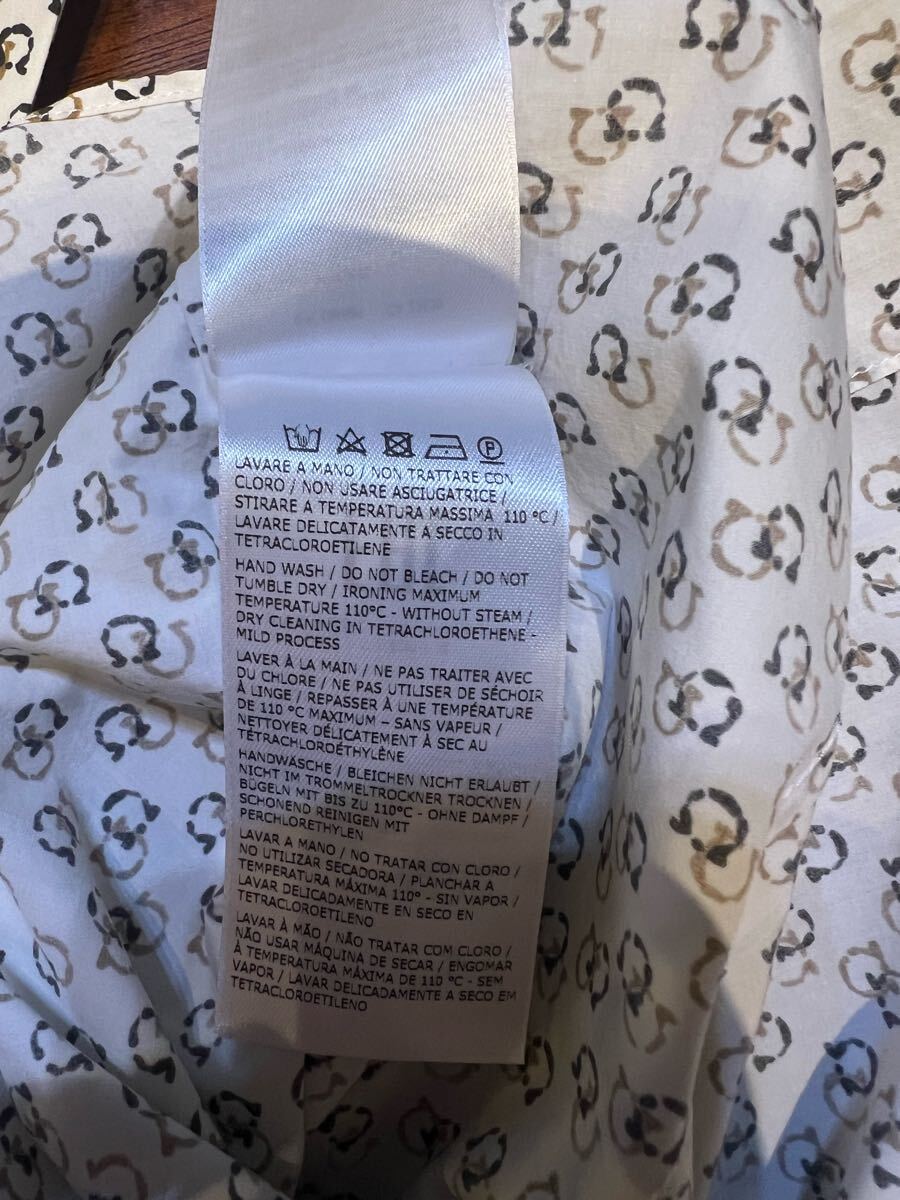 P
LAVARE A MANO / NON TRATTARE CON
CLORO / NON USARE ASCIUGATRICE /
STIRARE A TEMPERATURA MASSIMA 110 °C /
LAVARE DELICATAMENTE A SECCO IN
TETRACLOROETILENE
HAND WASH / DO NOT BLEACH / DO NOT
TUMBLE DRY / IRONING MAXIMUM
TEMPERATURE 110°C - WITHOUT STEAM /
DRY CLEANING IN TETRACHLOROETHENE -
MILD PROCESS
LAVER À LA MAIN / NE PAS TRAITER AVEC
DU CHLORE / NE PAS UTILISER DE SÉCHOIR
À LINGE / REPASSER À UNE TEMPÉRATURE
DE 110 °C MAXIMUM – SANS VAPEUR /
NETTOYER DÉLICATEMENT À SEC AU
TÉTRACHLOROÉTHYLÈNE
HANDWÄSCHE / BLEICHEN NICHT ERLAUBT /
NICHT IM TROMMELTROCKNER TROCKNEN /
BÜGELN MIT BIS ZU 110°C - OHNE DAMPF /
SCHONEND REINIGEN MIT
PERCHLORETHYLEN
LAVAR A MANO / NO TRATAR CON CLORO /
NO UTILIZAR SECADORA / PLANCHAR A
TEMPERATURA MÁXIMA 110° - SIN VAPOR /
LAVAR DELICADAMENTE EN SECO EN
TETRACLOROETILENO
LAVAR À MÃO / NÃO TRATAR COM CLORO /
NÃO USAR MÁQUINA DE SECAR / ENGOMAR
À TEMPERATURA MÁXIMA DE 110 °C - SEM
VAPOR / LAVAR DELICADAMENTE A SECO EM
TETRACLOROETILENO